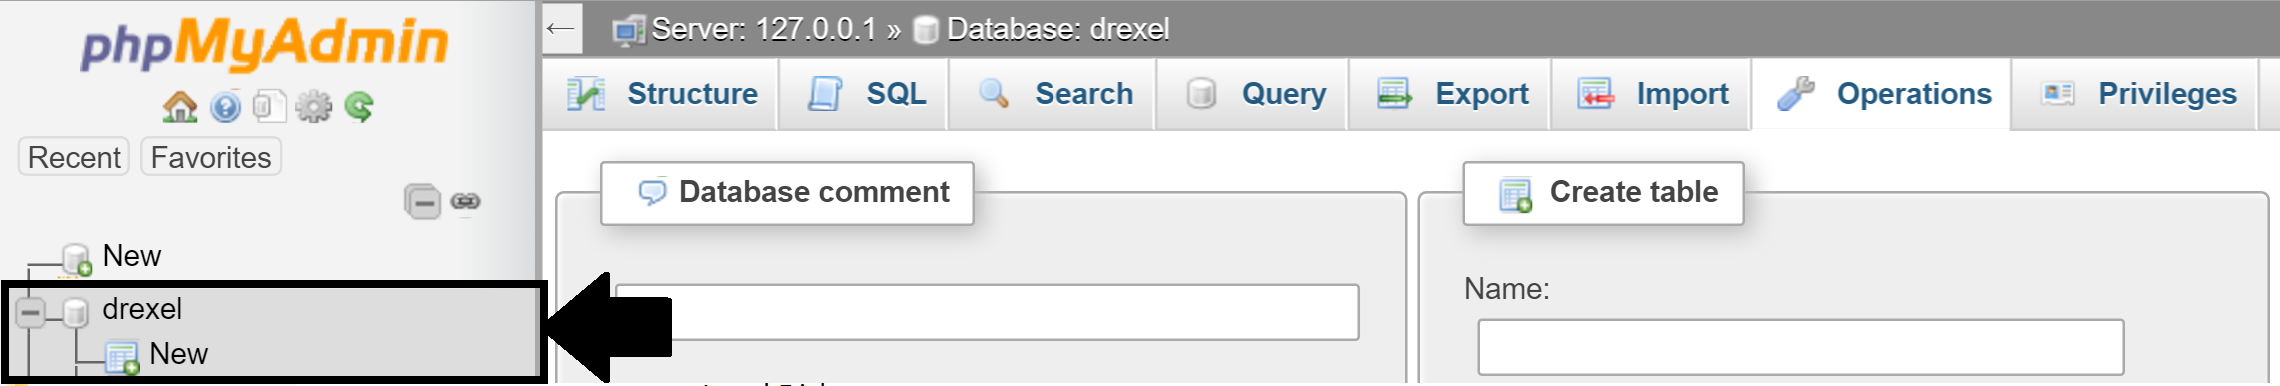 phpMyAdmin
Recent Favorites
New
drexel
New
← Server: 127.0.0.1 » Database: drexel
Structure SQL Search Query Export Import Operations Privileges
Database comment
Create table
Name: